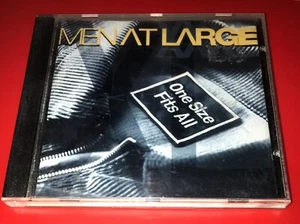 MEN AT LARGE
One Size
Fits All